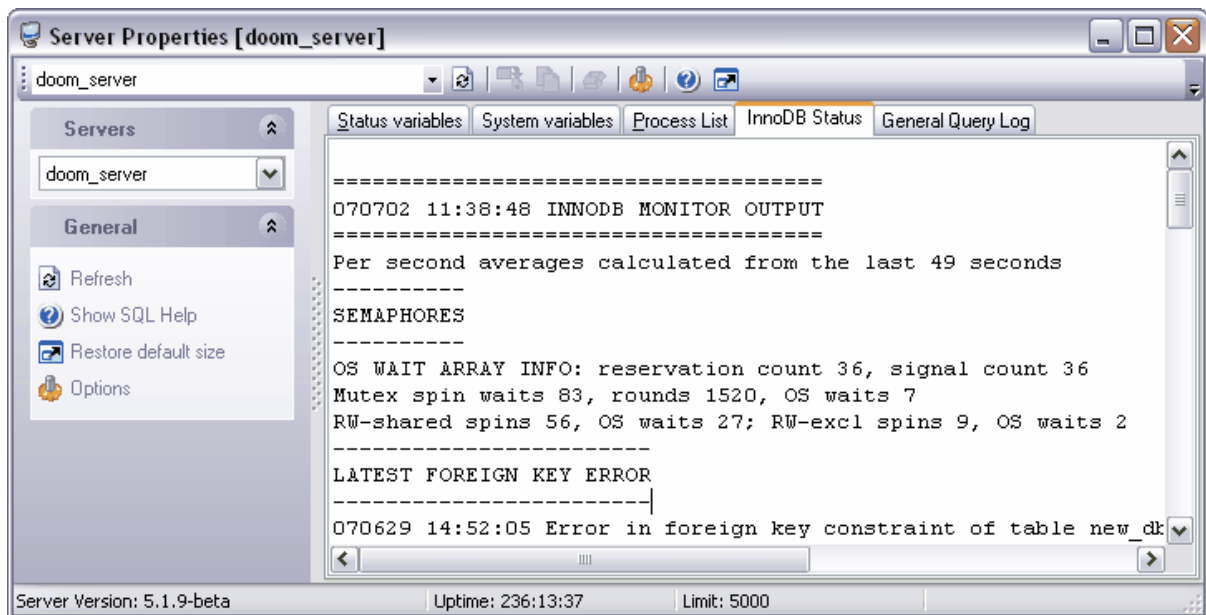 Server Properties [doom_server]
doom_server
Servers
doom_server
General
Refresh
Show SQL Help
Restore default size
Options
Status variables System variables Process List InnoDB Status General Query Log
=====================================
070702 11:38:48 INNODB MONITOR OUTPUT
=====================================
Per second averages calculated from the last 49 seconds
----------
SEMAPHORES
----------
OS WAIT ARRAY INFO: reservation count 36, signal count 36
Mutex spin waits 83, rounds 1520, OS waits 7
RW-shared spins 56, OS waits 27; RW-excl spins 9, OS waits 2
------------------------
LATEST FOREIGN KEY ERROR
------------------------
070629 14:52:05 Error in foreign key constraint of table new_db
Server Version: 5.1.9-beta Uptime: 236:13:37 Limit: 5000